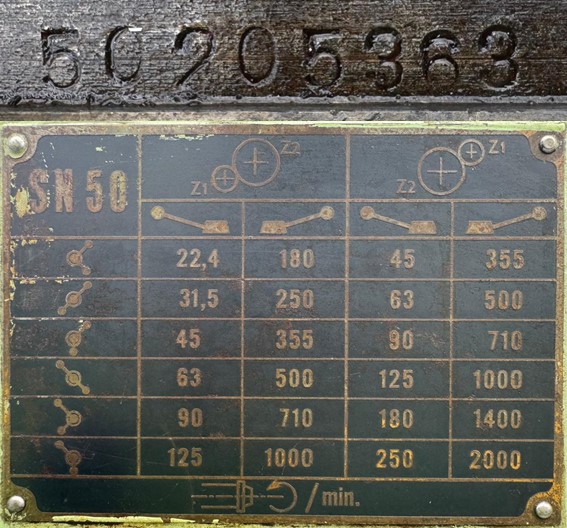 50205363
Z1 Z2 Z2 Z1
SN 50
22,4 180 45 355
31,5 250 63 500
45 355 90 710
63 500 125 1000
90 710 180 1400
125 1000 250 2000
/min.